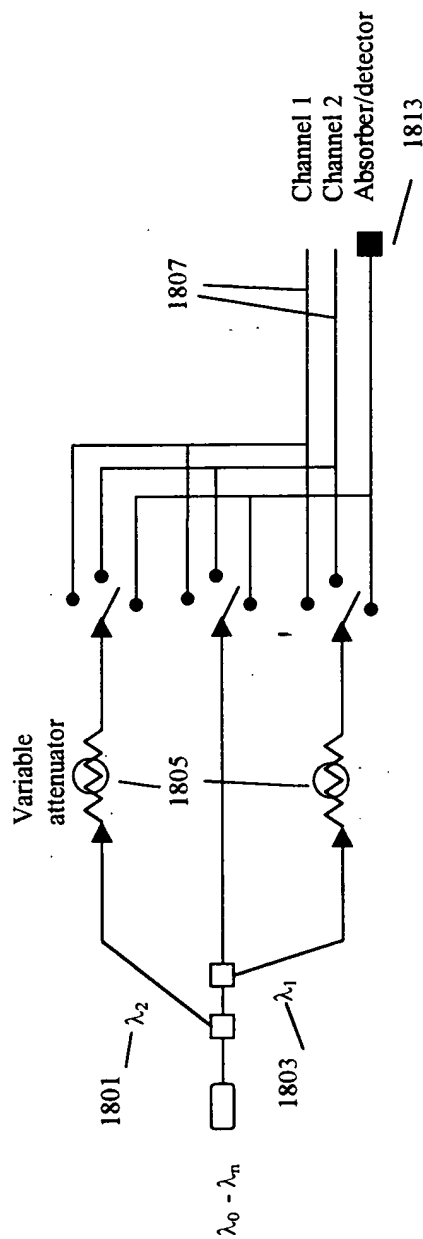 λ₀ - λₙ
1801
λ₂
λ₁
1803
Variable
attenuator
1805
1807
Channel 1
Channel 2
Absorber/detector
1813